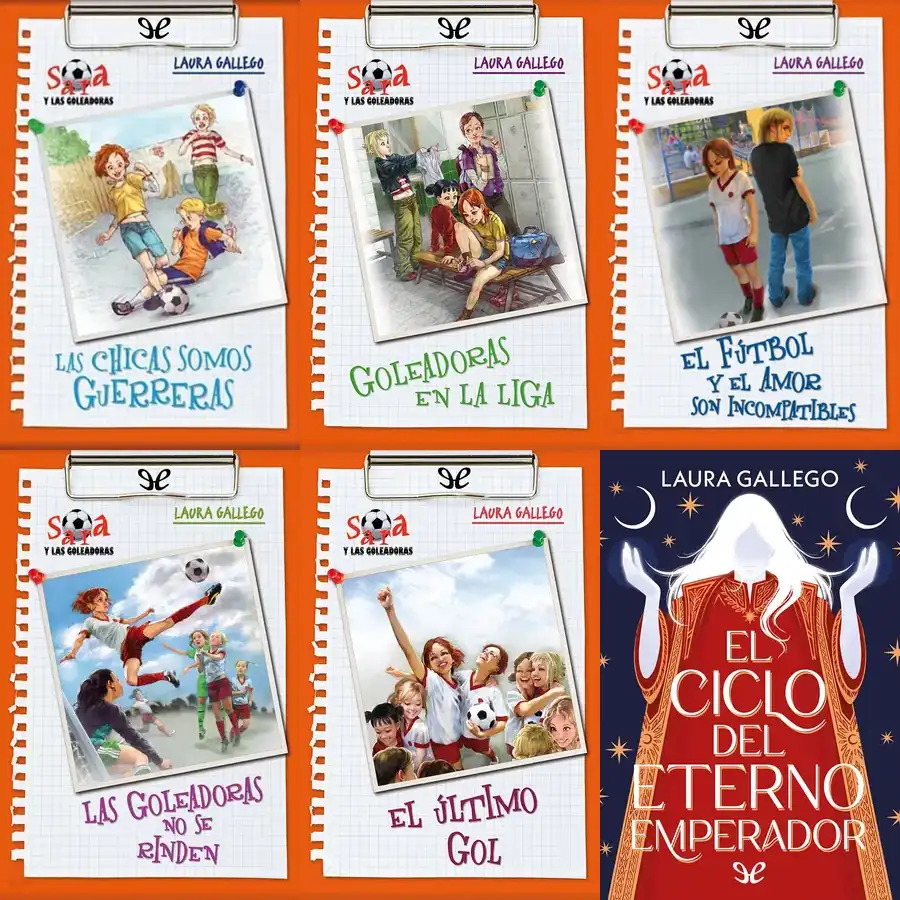 LAURA GALLEGO
Sara
Y LAS GOLEADORAS
LAS CHICAS SOMOS
GUERRERAS
LAURA GALLEGO
Sara
Y LAS GOLEADORAS
GOLEADORAS
EN LA LIGA
LAURA GALLEGO
Sara
Y LAS GOLEADORAS
EL FÚTBOL
Y EL AMOR
SON INCOMPATIBLES
LAURA GALLEGO
Sara
Y LAS GOLEADORAS
LAS GOLEADORAS
NO SE
RINDEN
LAURA GALLEGO
Sara
Y LAS GOLEADORAS
EL ÚLTIMO
GOL
LAURA GALLEGO
EL
CICLO
DEL
ETERNO
EMPERADOR